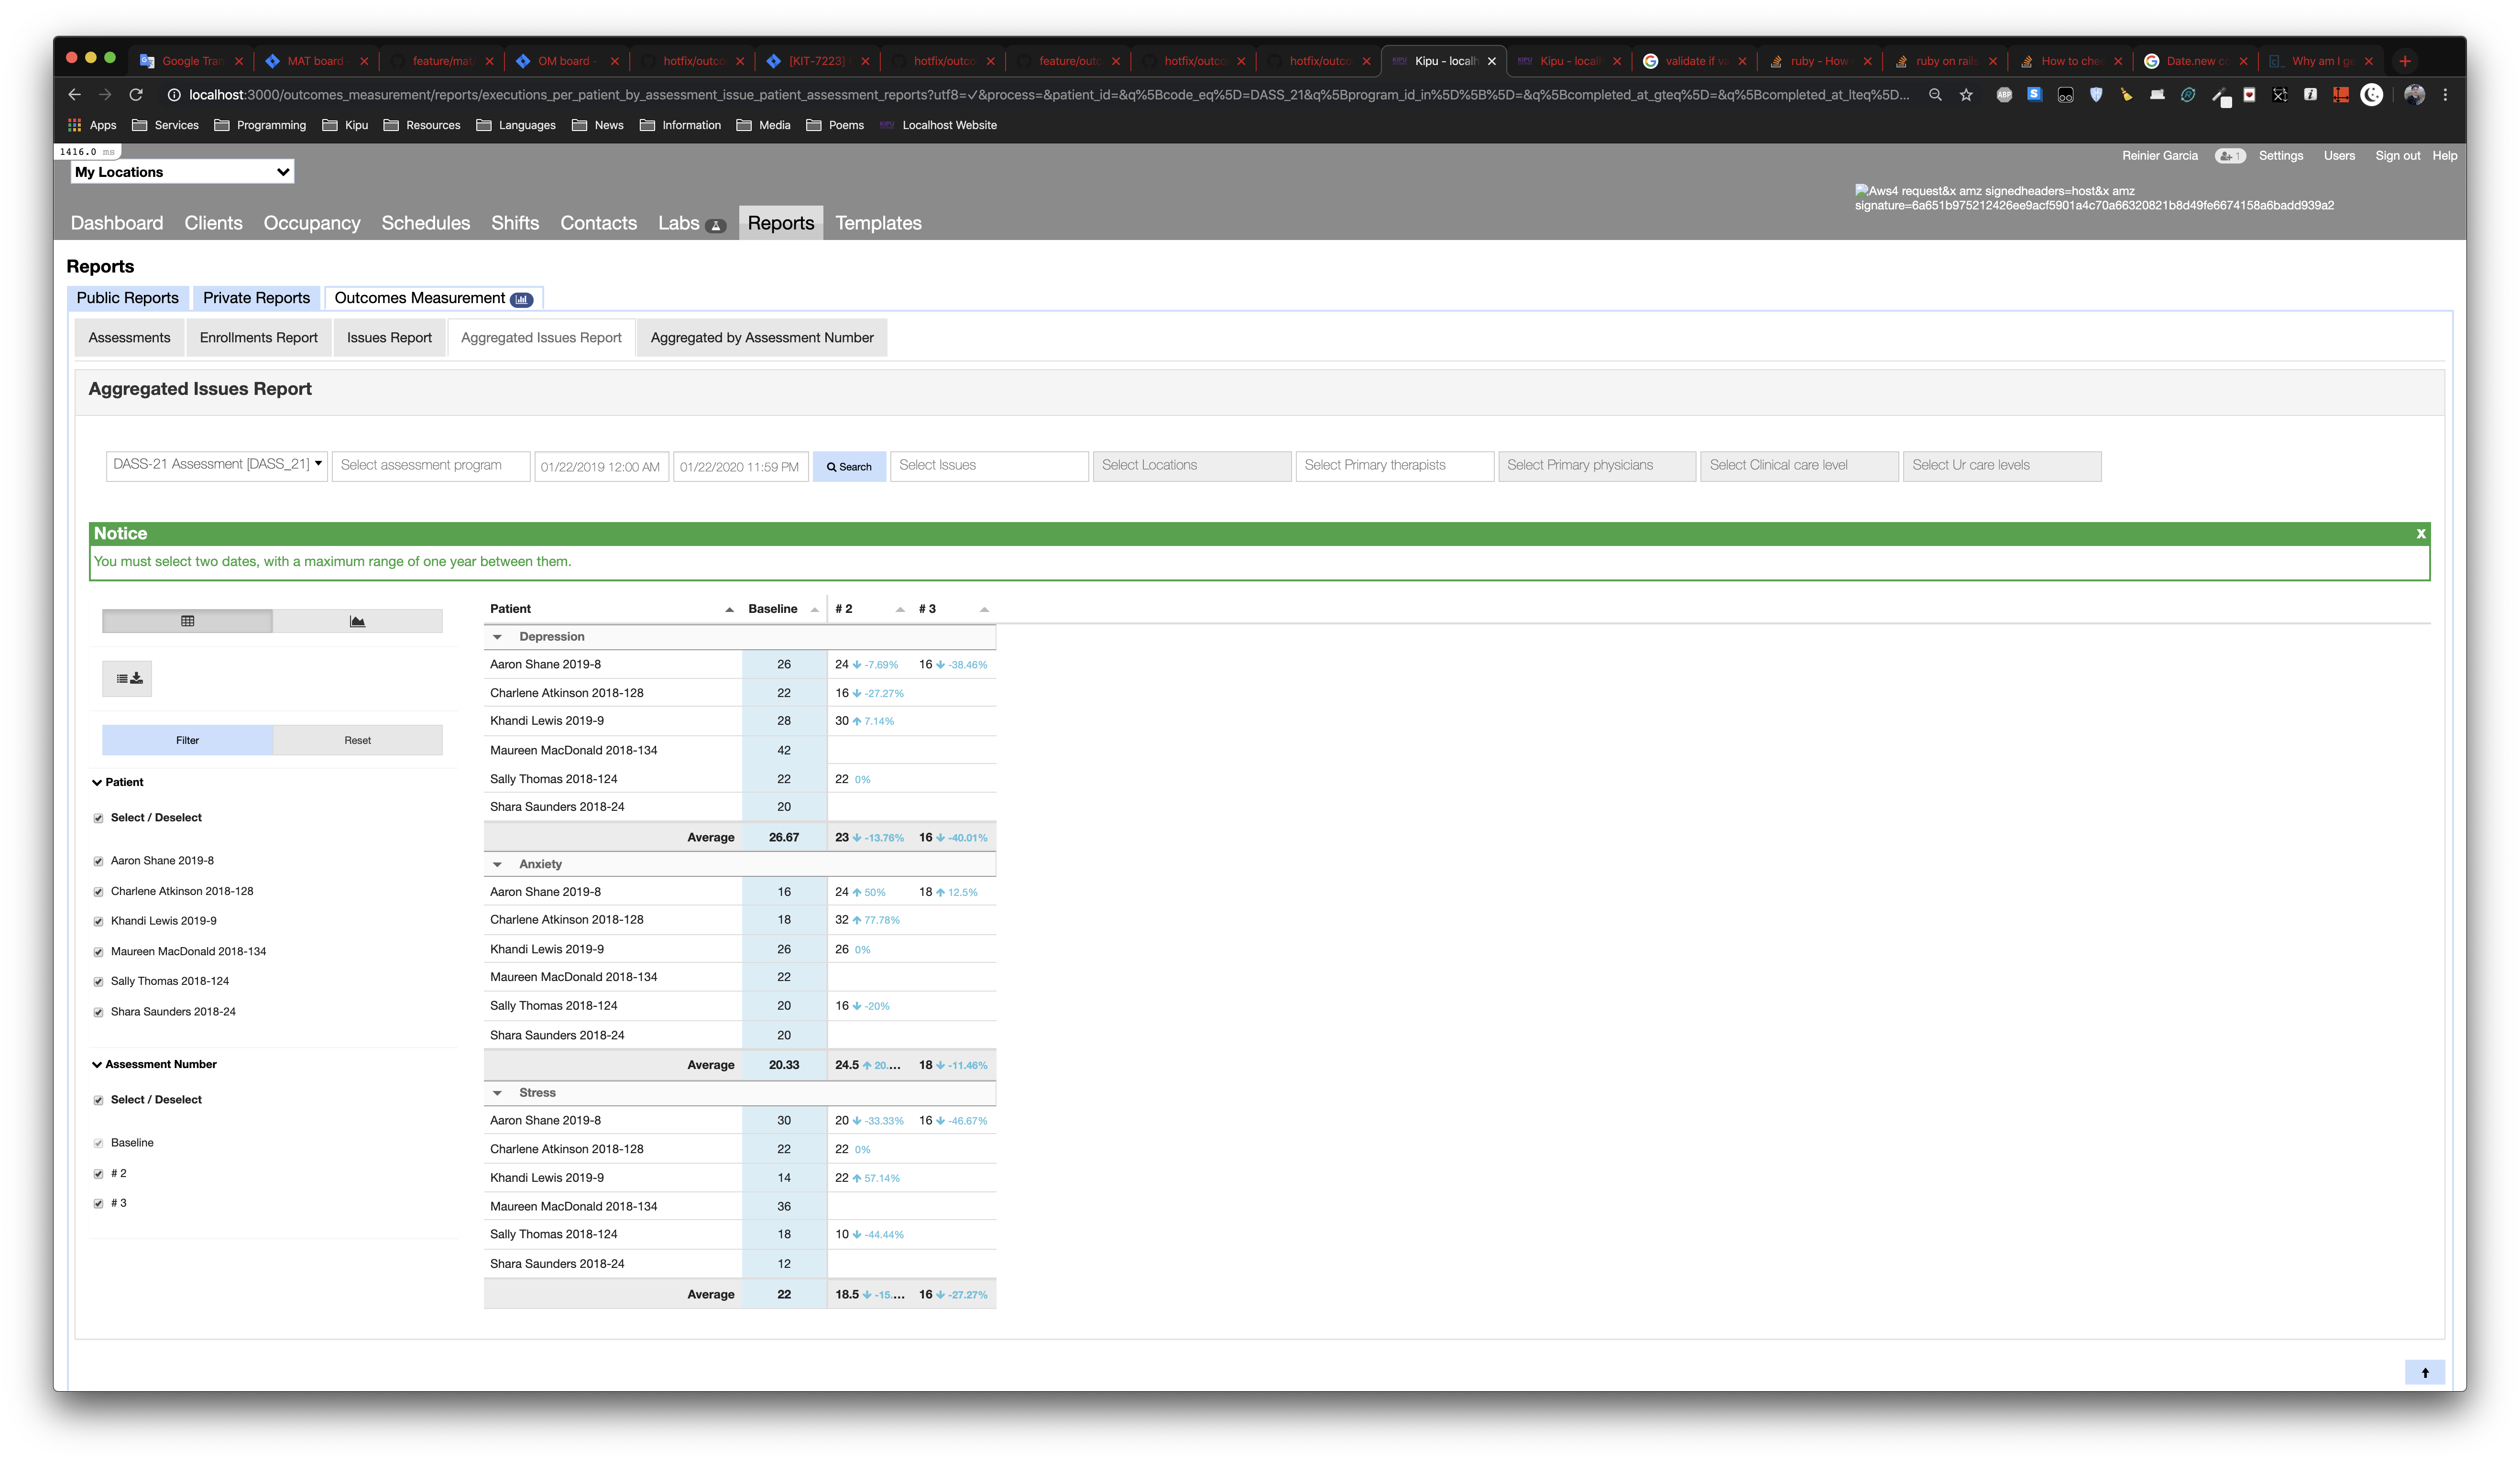 Google Tran
MAT board
feature/mat
OM board -
hotfix/outco
[KIT-7223]
hotfix/outco
feature/outc
hotfix/outco
hotfix/outco
Kipu - localh
Kipu - localh
validate if va
ruby - How
ruby on rails
How to chec
Date.new co
Why am I ge
localhost:3000/outcomes_measurement/reports/executions_per_patient_by_assessment_issue_patient_assessment_reports?utf8=✓&process=&patient_id=&q%5Bcode_eq%5D=DASS_21&q%5Bprogram_id_in%5D%5B%5D=&q%5Bcompleted_at_gteq%5D=&q%5Bcompleted_at_lteq%5D...
Apps Services Programming Kipu Resources Languages News Information Media Poems Localhost Website
1416.0 ms
My Locations
Reinier Garcia 1 Settings Users Sign out Help
Aws4 request&x amz signedheaders=host&x amz
signature=6a651b975212426ee9acf5901a4c70a66320821b8d49fe6674158a6badd939a2
Dashboard Clients Occupancy Schedules Shifts Contacts Labs Reports Templates
Reports
Public Reports Private Reports Outcomes Measurement
Assessments Enrollments Report Issues Report Aggregated Issues Report Aggregated by Assessment Number
Aggregated Issues Report
DASS-21 Assessment [DASS_21] Select assessment program 01/22/2019 12:00 AM 01/22/2020 11:59 PM Search Select Issues Select Locations Select Primary therapists Select Primary physicians Select Clinical care level Select Ur care levels
Notice x
You must select two dates, with a maximum range of one year between them.
Filter Reset
Patient
Select / Deselect
Aaron Shane 2019-8
Charlene Atkinson 2018-128
Khandi Lewis 2019-9
Maureen MacDonald 2018-134
Sally Thomas 2018-124
Shara Saunders 2018-24
Assessment Number
Select / Deselect
Baseline
# 2
# 3
Patient Baseline # 2 # 3
Depression
Aaron Shane 2019-8 26 24 -7.69% 16 -38.46%
Charlene Atkinson 2018-128 22 16 -27.27%
Khandi Lewis 2019-9 28 30 7.14%
Maureen MacDonald 2018-134 42
Sally Thomas 2018-124 22 22 0%
Shara Saunders 2018-24 20
Average 26.67 23 -13.76% 16 -40.01%
Anxiety
Aaron Shane 2019-8 16 24 50% 18 12.5%
Charlene Atkinson 2018-128 18 32 77.78%
Khandi Lewis 2019-9 26 26 0%
Maureen MacDonald 2018-134 22
Sally Thomas 2018-124 20 16 -20%
Shara Saunders 2018-24 20
Average 20.33 24.5 20.... 18 -11.46%
Stress
Aaron Shane 2019-8 30 20 -33.33% 16 -46.67%
Charlene Atkinson 2018-128 22 22 0%
Khandi Lewis 2019-9 14 22 57.14%
Maureen MacDonald 2018-134 36
Sally Thomas 2018-124 18 10 -44.44%
Shara Saunders 2018-24 12
Average 22 18.5 -15.... 16 -27.27%